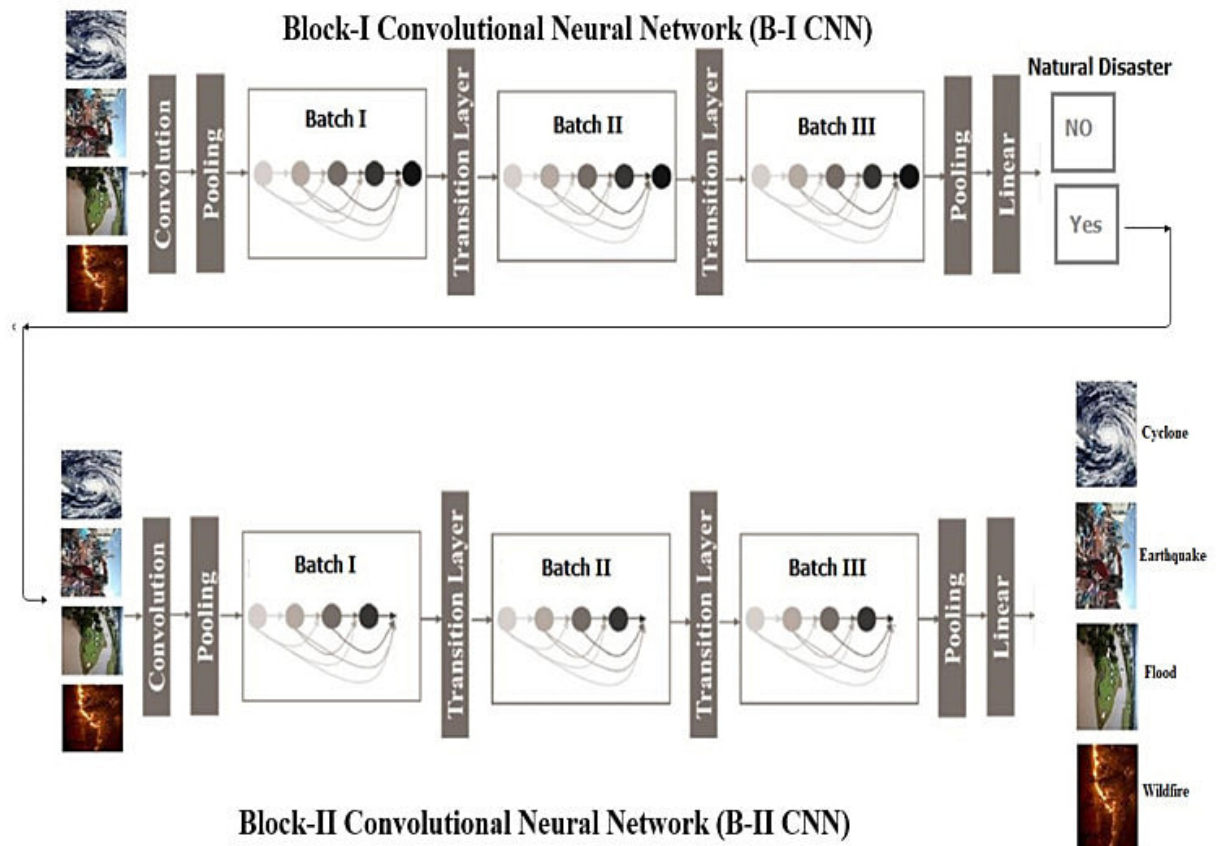 Block-I Convolutional Neural Network (B-I CNN)
Convolution
Pooling
Batch I
Transition Layer
Batch II
Transition Layer
Batch III
Pooling
Linear
Natural Disaster
NO
Yes
Convolution
Pooling
Batch I
Transition Layer
Batch II
Transition Layer
Batch III
Pooling
Linear
Cyclone
Earthquake
Flood
Wildfire
Block-II Convolutional Neural Network (B-II CNN)